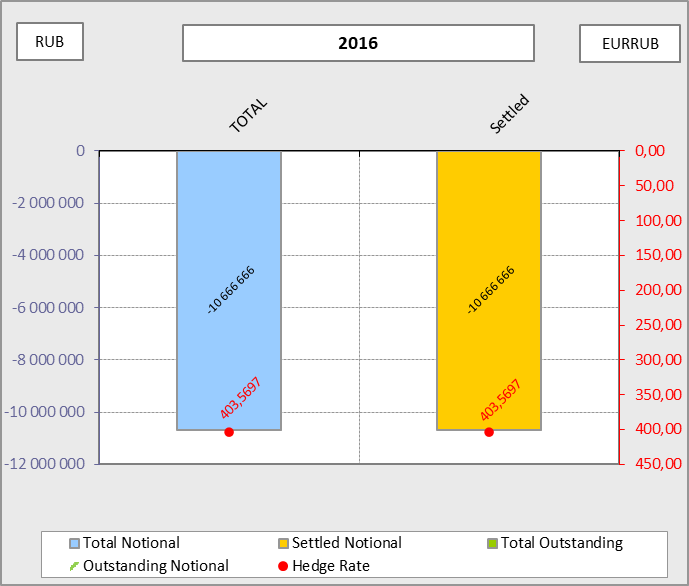 RUB
2016
EURRUB
TOTAL
Settled
0
0,00
-2 000 000
50,00
100,00
-4 000 000
150,00
-6 000 000
200,00
250,00
-8 000 000
300,00
-10 000 000
350,00
400,00
-12 000 000
450,00
-10 666 666
-10 666 666
403,5697
403,5697
Total Notional
Settled Notional
Total Outstanding
Outstanding Notional
Hedge Rate